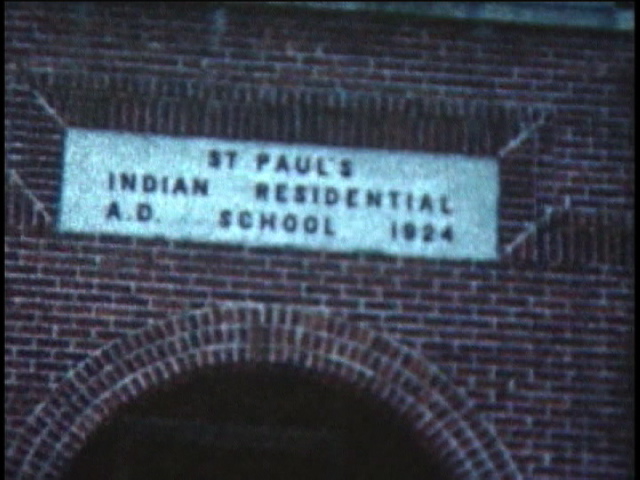 ST PAUL'S
INDIAN RESIDENTIAL
A.D. SCHOOL 1924